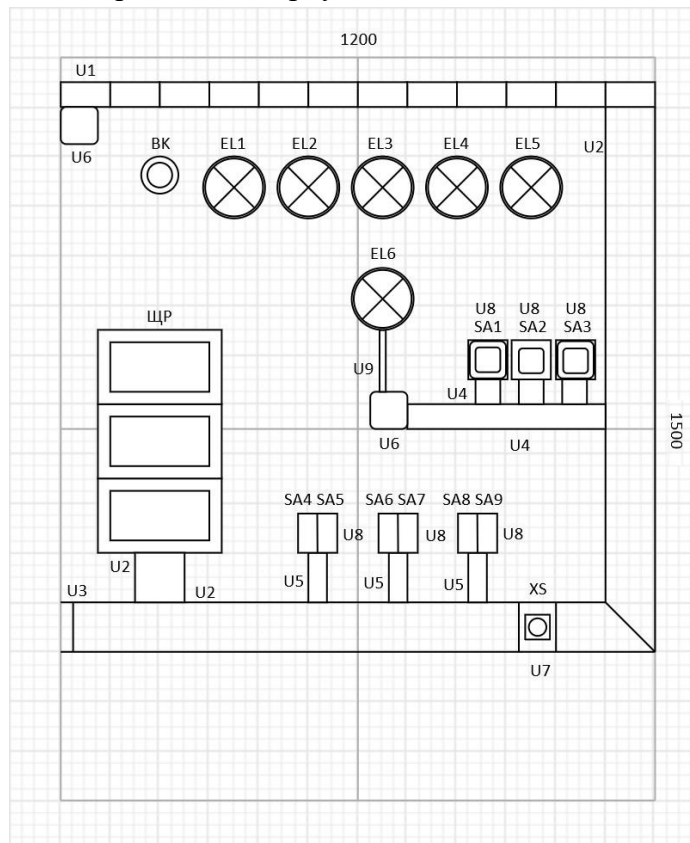 1200
U1
U6
BK
EL1
EL2
EL3
EL4
EL5
U2
EL6
ЩР
U8
U8
U8
SA1
SA2
SA3
U9
U4
U6
U4
1500
SA4 SA5
SA6 SA7
SA8 SA9
U8
U8
U8
U2
U3
U2
U5
U5
U5
XS
U7